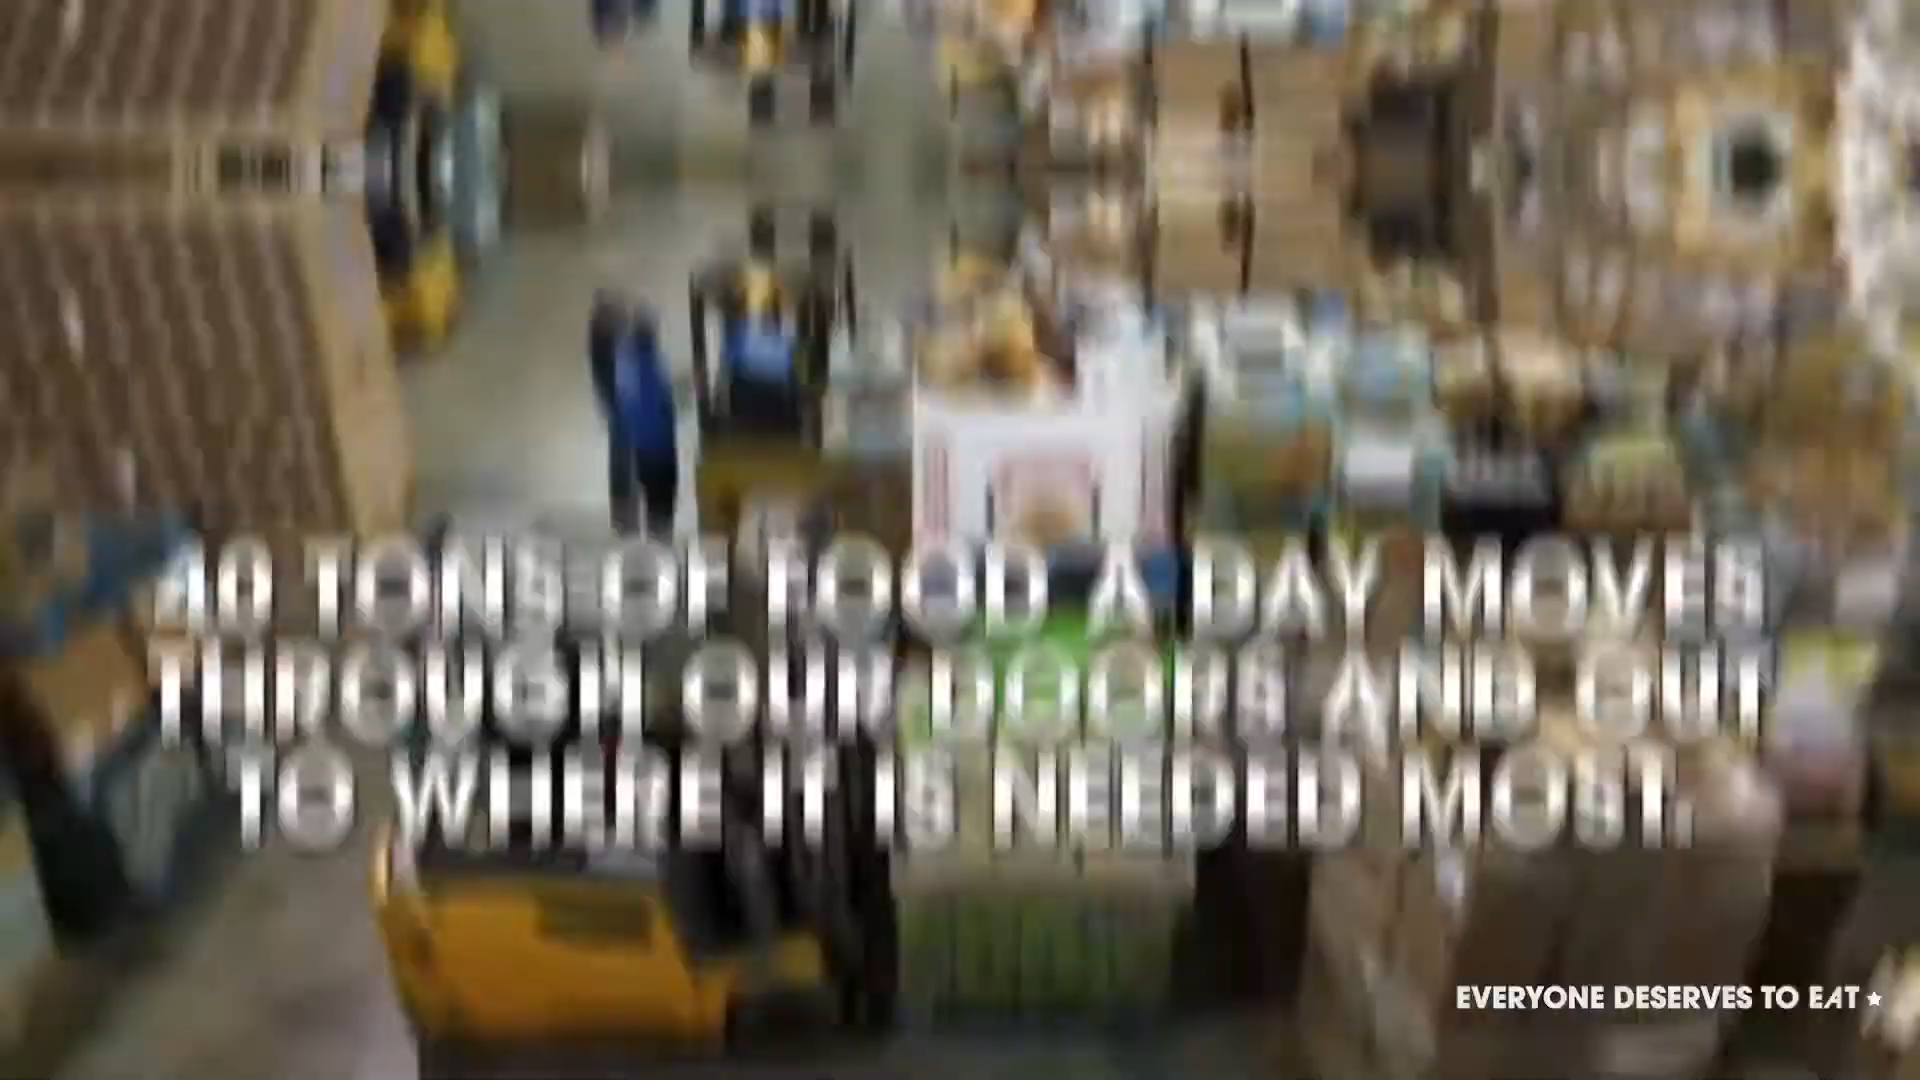 40 TONS OF FOOD A DAY MOVES
THROUGH OUR DOORS AND OUT
TO WHERE IT IS NEEDED MOST.
EVERYONE DESERVES TO EAT